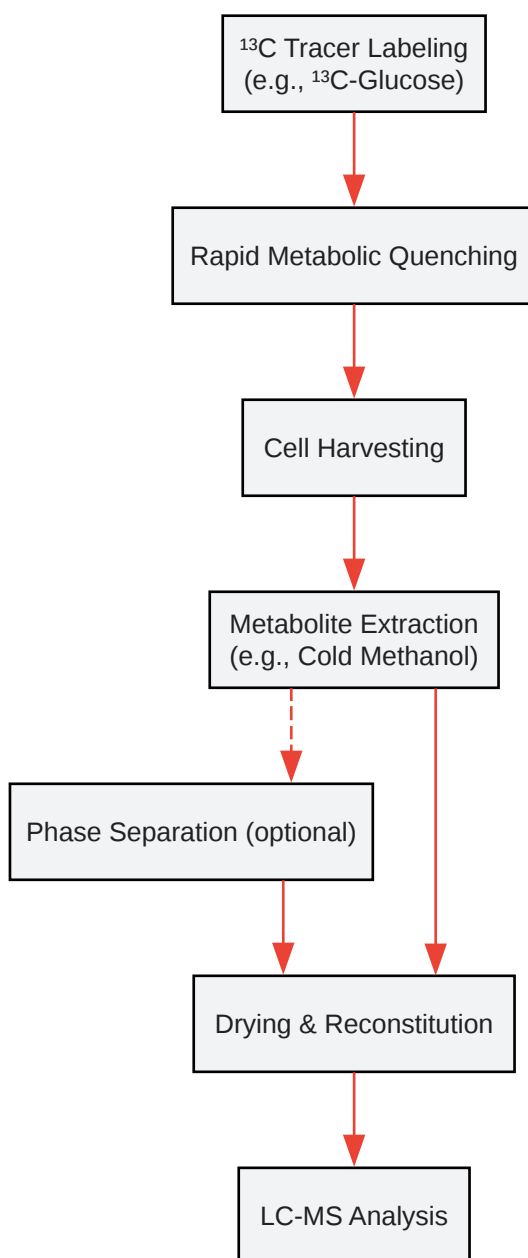 ¹³C Tracer Labeling
(e.g., ¹³C-Glucose)
Rapid Metabolic Quenching
Cell Harvesting
Metabolite Extraction
(e.g., Cold Methanol)
Phase Separation (optional)
Drying & Reconstitution
LC-MS Analysis